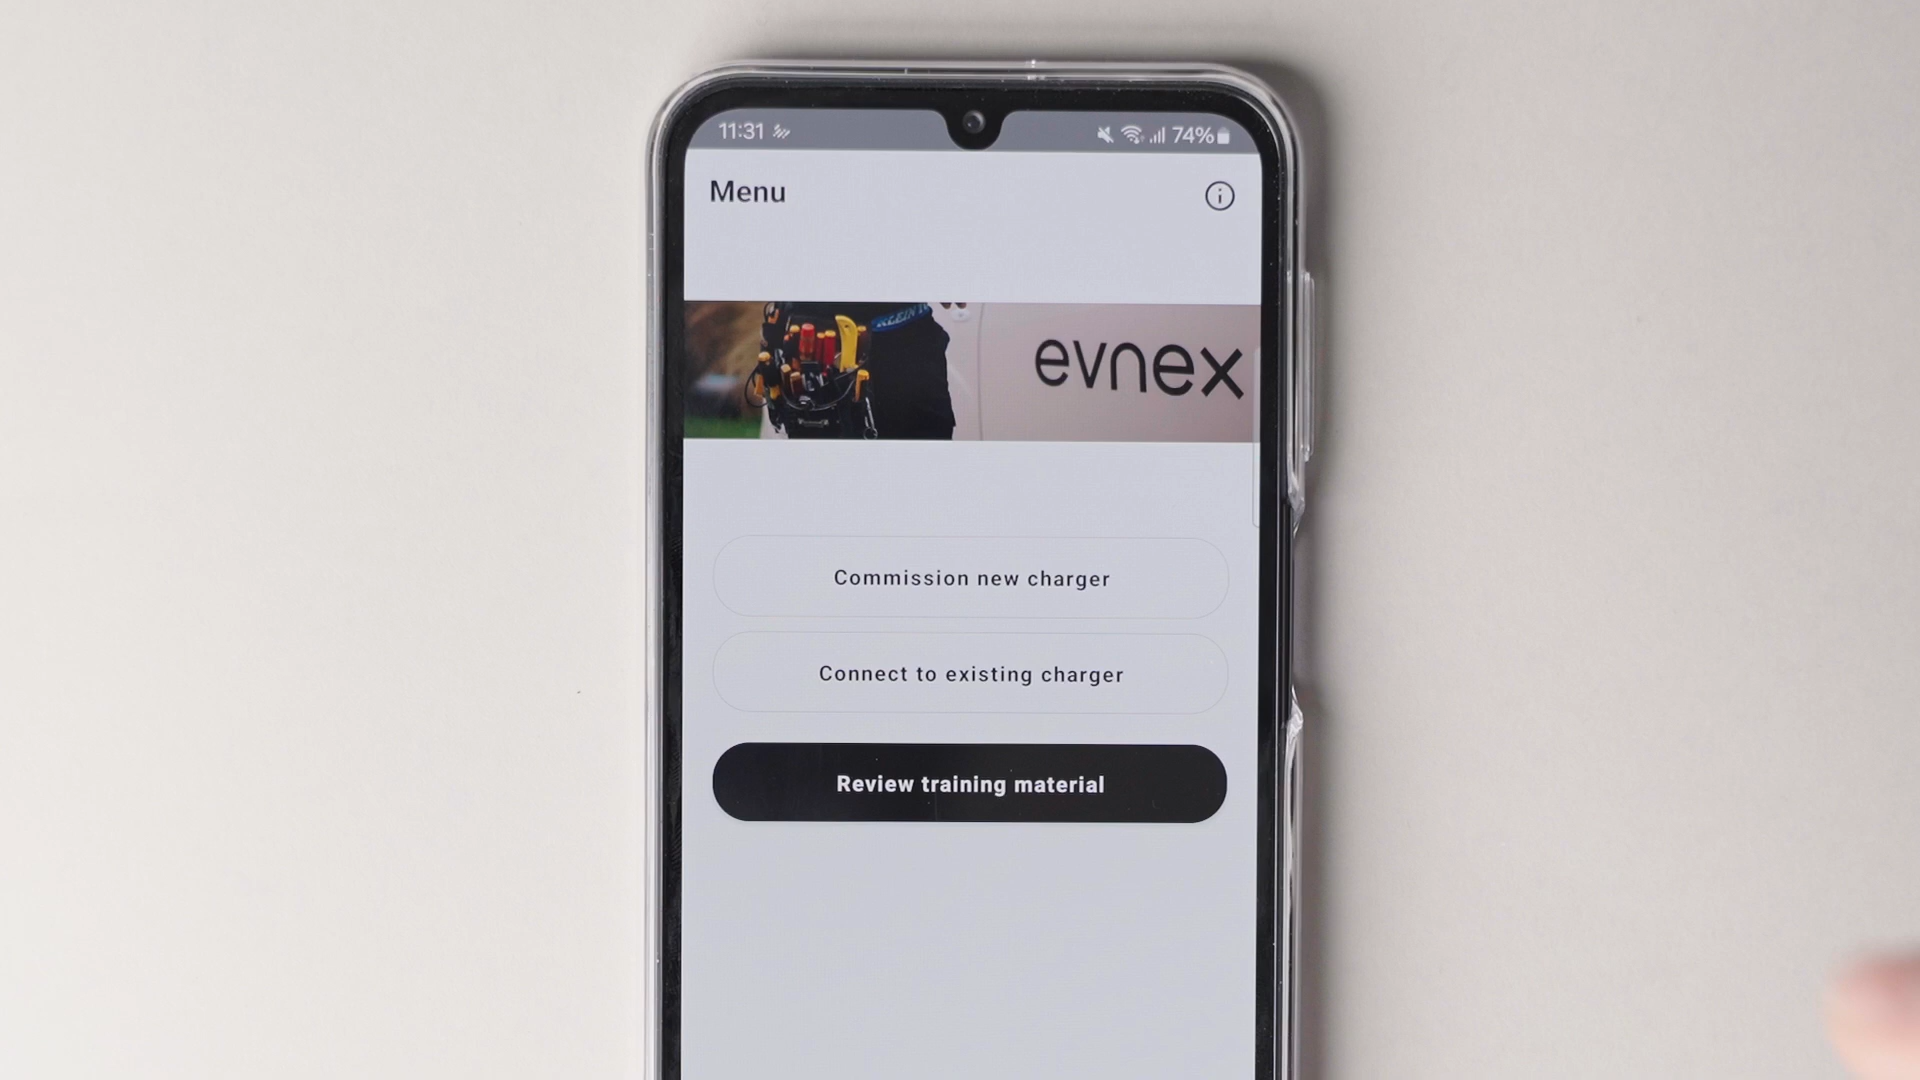 11:31
74%
Menu
evnex
Commission new charger
Connect to existing charger
Review training material